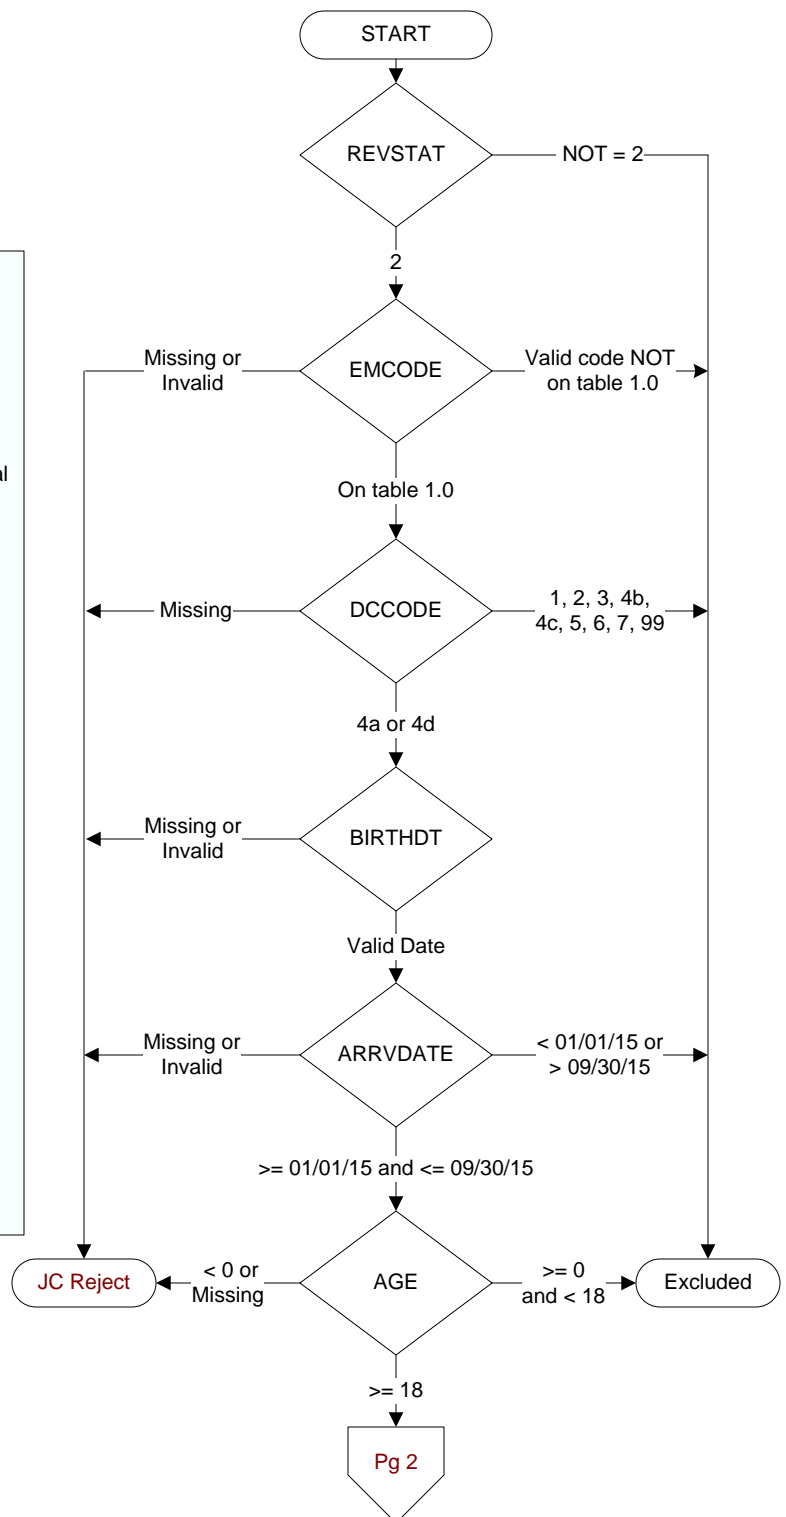 START
REVSTAT
NOT = 2
2
Missing or
Invalid
EMCODE
Valid code NOT
on table 1.0
al
On table 1.0
Missing
DCCODE
1, 2, 3, 4b,
4c, 5, 6, 7, 99
4a or 4d
Missing or
Invalid
BIRTHDT
Valid Date
Missing or
Invalid
ARRVDATE
< 01/01/15 or
> 09/30/15
>= 01/01/15 and <= 09/30/15
JC Reject
< 0 or
Missing
AGE
>= 0
and < 18
Excluded
>= 18
Pg 2